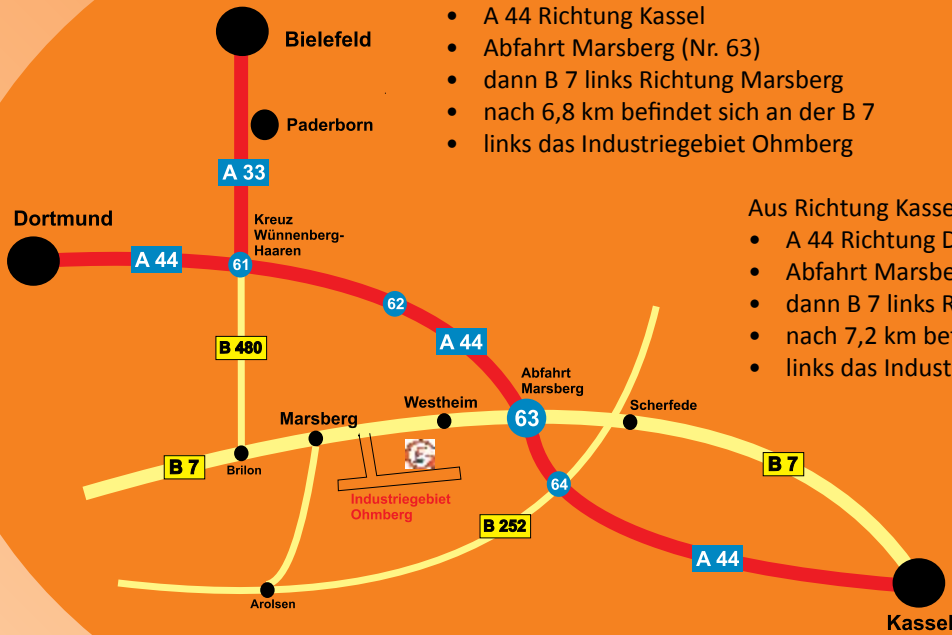 • A 44 Richtung Kassel
• Abfahrt Marsberg (Nr. 63)
• dann B 7 links Richtung Marsberg
• nach 6,8 km befindet sich an der B 7
• links das Industriegebiet Ohmberg
Aus Richtung Kassel
• A 44 Richtung D
• Abfahrt Marsbe
• dann B 7 links R
• nach 7,2 km bef
• links das Indust
Bielefeld
Paderborn
A 33
Dortmund
Kreuz
Wünnenberg-
Haaren
A 44
61
62
B 480
A 44
Abfahrt
Marsberg
63
Marsberg
Westheim
Scherfede
B 7
Brilon
B 7
Industriegebiet
Ohmberg
64
B 252
A 44
Arolsen
Kassel